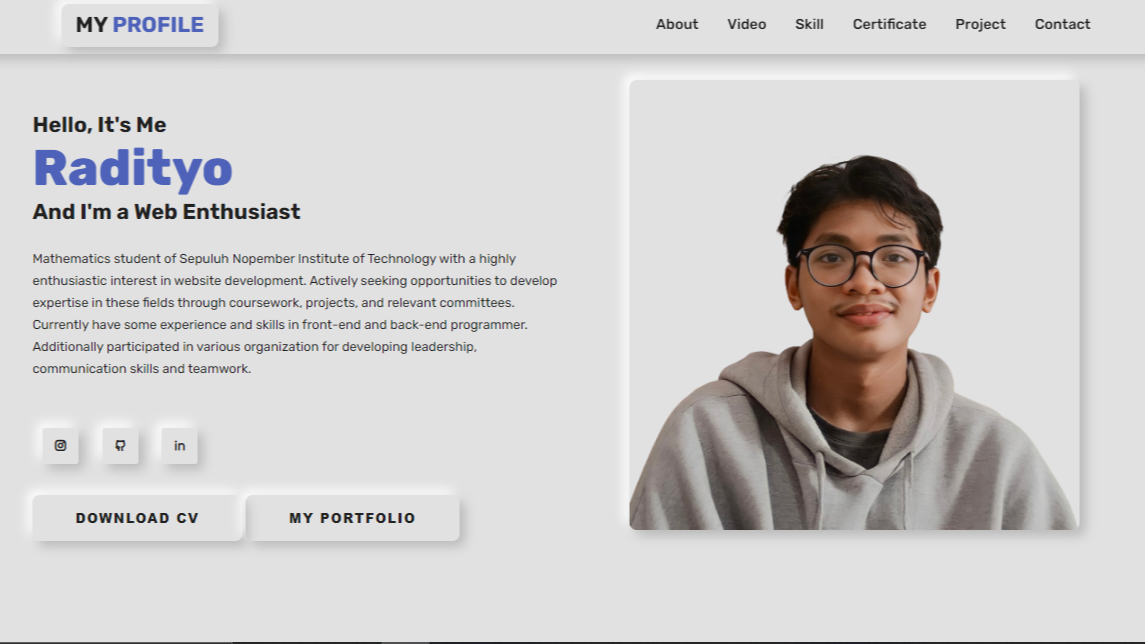 MY PROFILE
About Video Skill Certificate Project Contact
Hello, It's Me
Radityo
And I'm a Web Enthusiast
Mathematics student of Sepuluh Nopember Institute of Technology with a highly
enthusiastic interest in website development. Actively seeking opportunities to develop
expertise in these fields through coursework, projects, and relevant committees.
Currently have some experience and skills in front-end and back-end programmer.
Additionally participated in various organization for developing leadership,
communication skills and teamwork.
in
DOWNLOAD CV MY PORTFOLIO